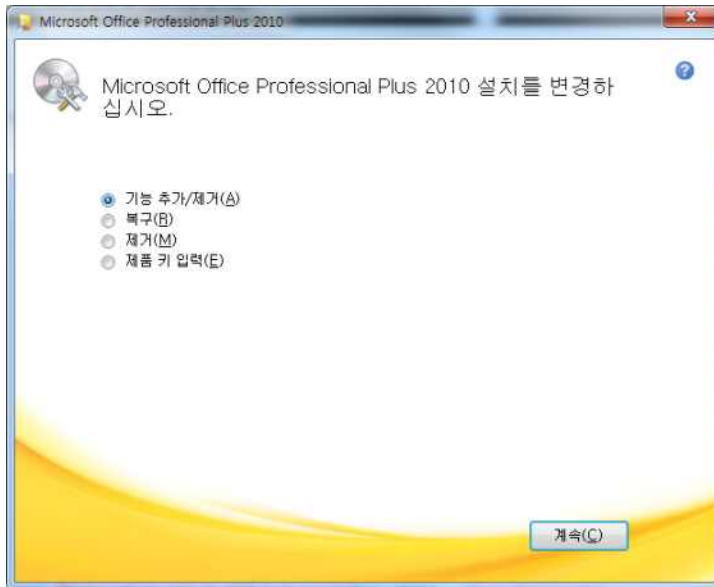 Microsoft Office Professional Plus 2010
Microsoft Office Professional Plus 2010 설치를 변경하
십시오.
기능 추가/제거(A)
복구(R)
제거(M)
제품 키 입력(E)
계속(C)